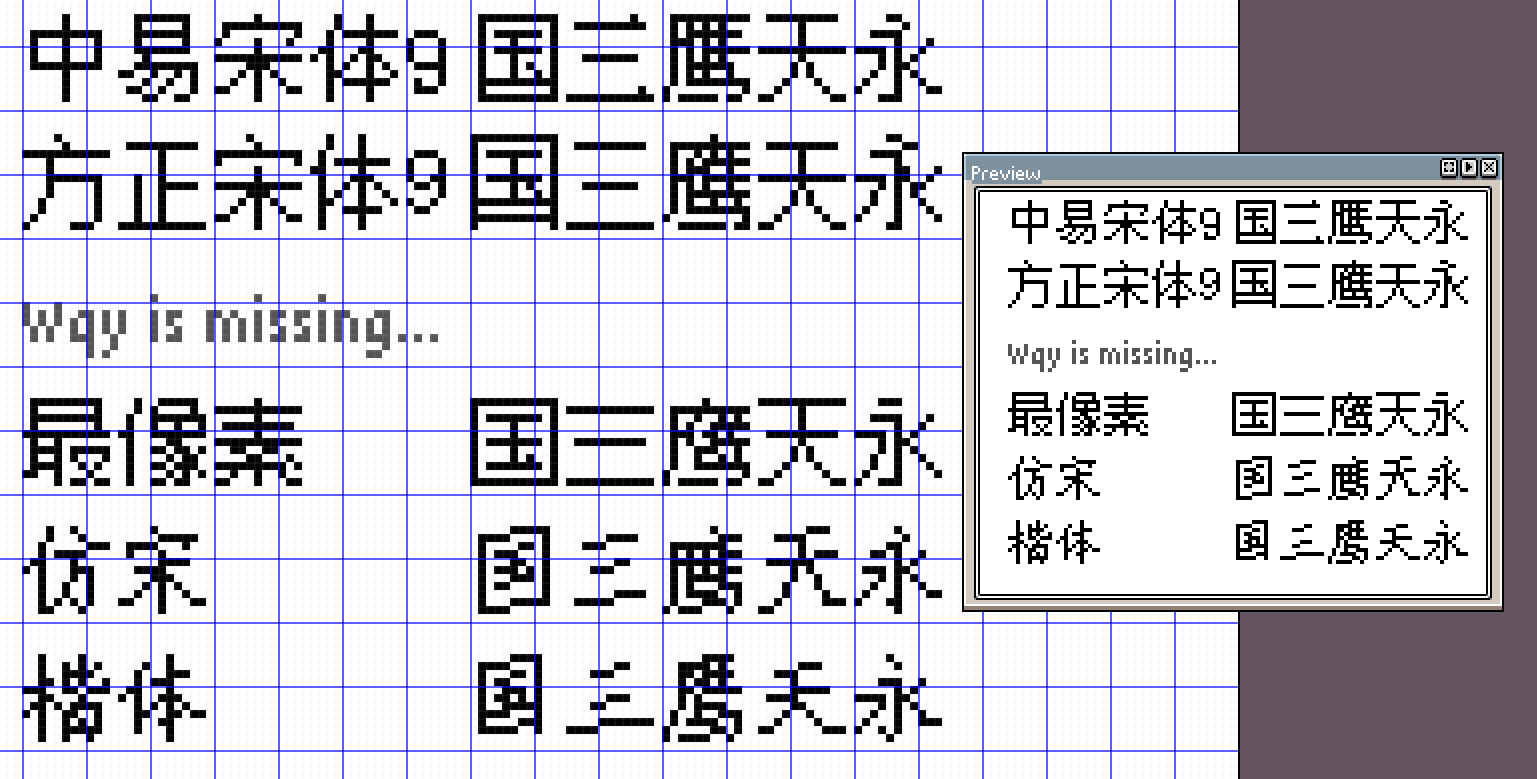 中易宋体9 国三鹰天永
方正宋体9 国三鹰天永
Wqy is missing...
最像素 国三鹰天永
仿宋 国三鹰天永
楷体 国三鹰天永
Preview
中易宋体9 国三鹰天永
方正宋体9 国三鹰天永
Wqy is missing...
最像素 国三鹰天永
仿宋 国三鹰天永
楷体 国三鹰天永